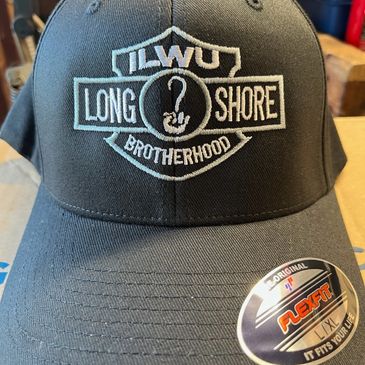 ILWU
LONG SHORE
BROTHERHOOD
ORIGINAL
FLEXFIT
L/XL
IT FITS YOUR LIFE